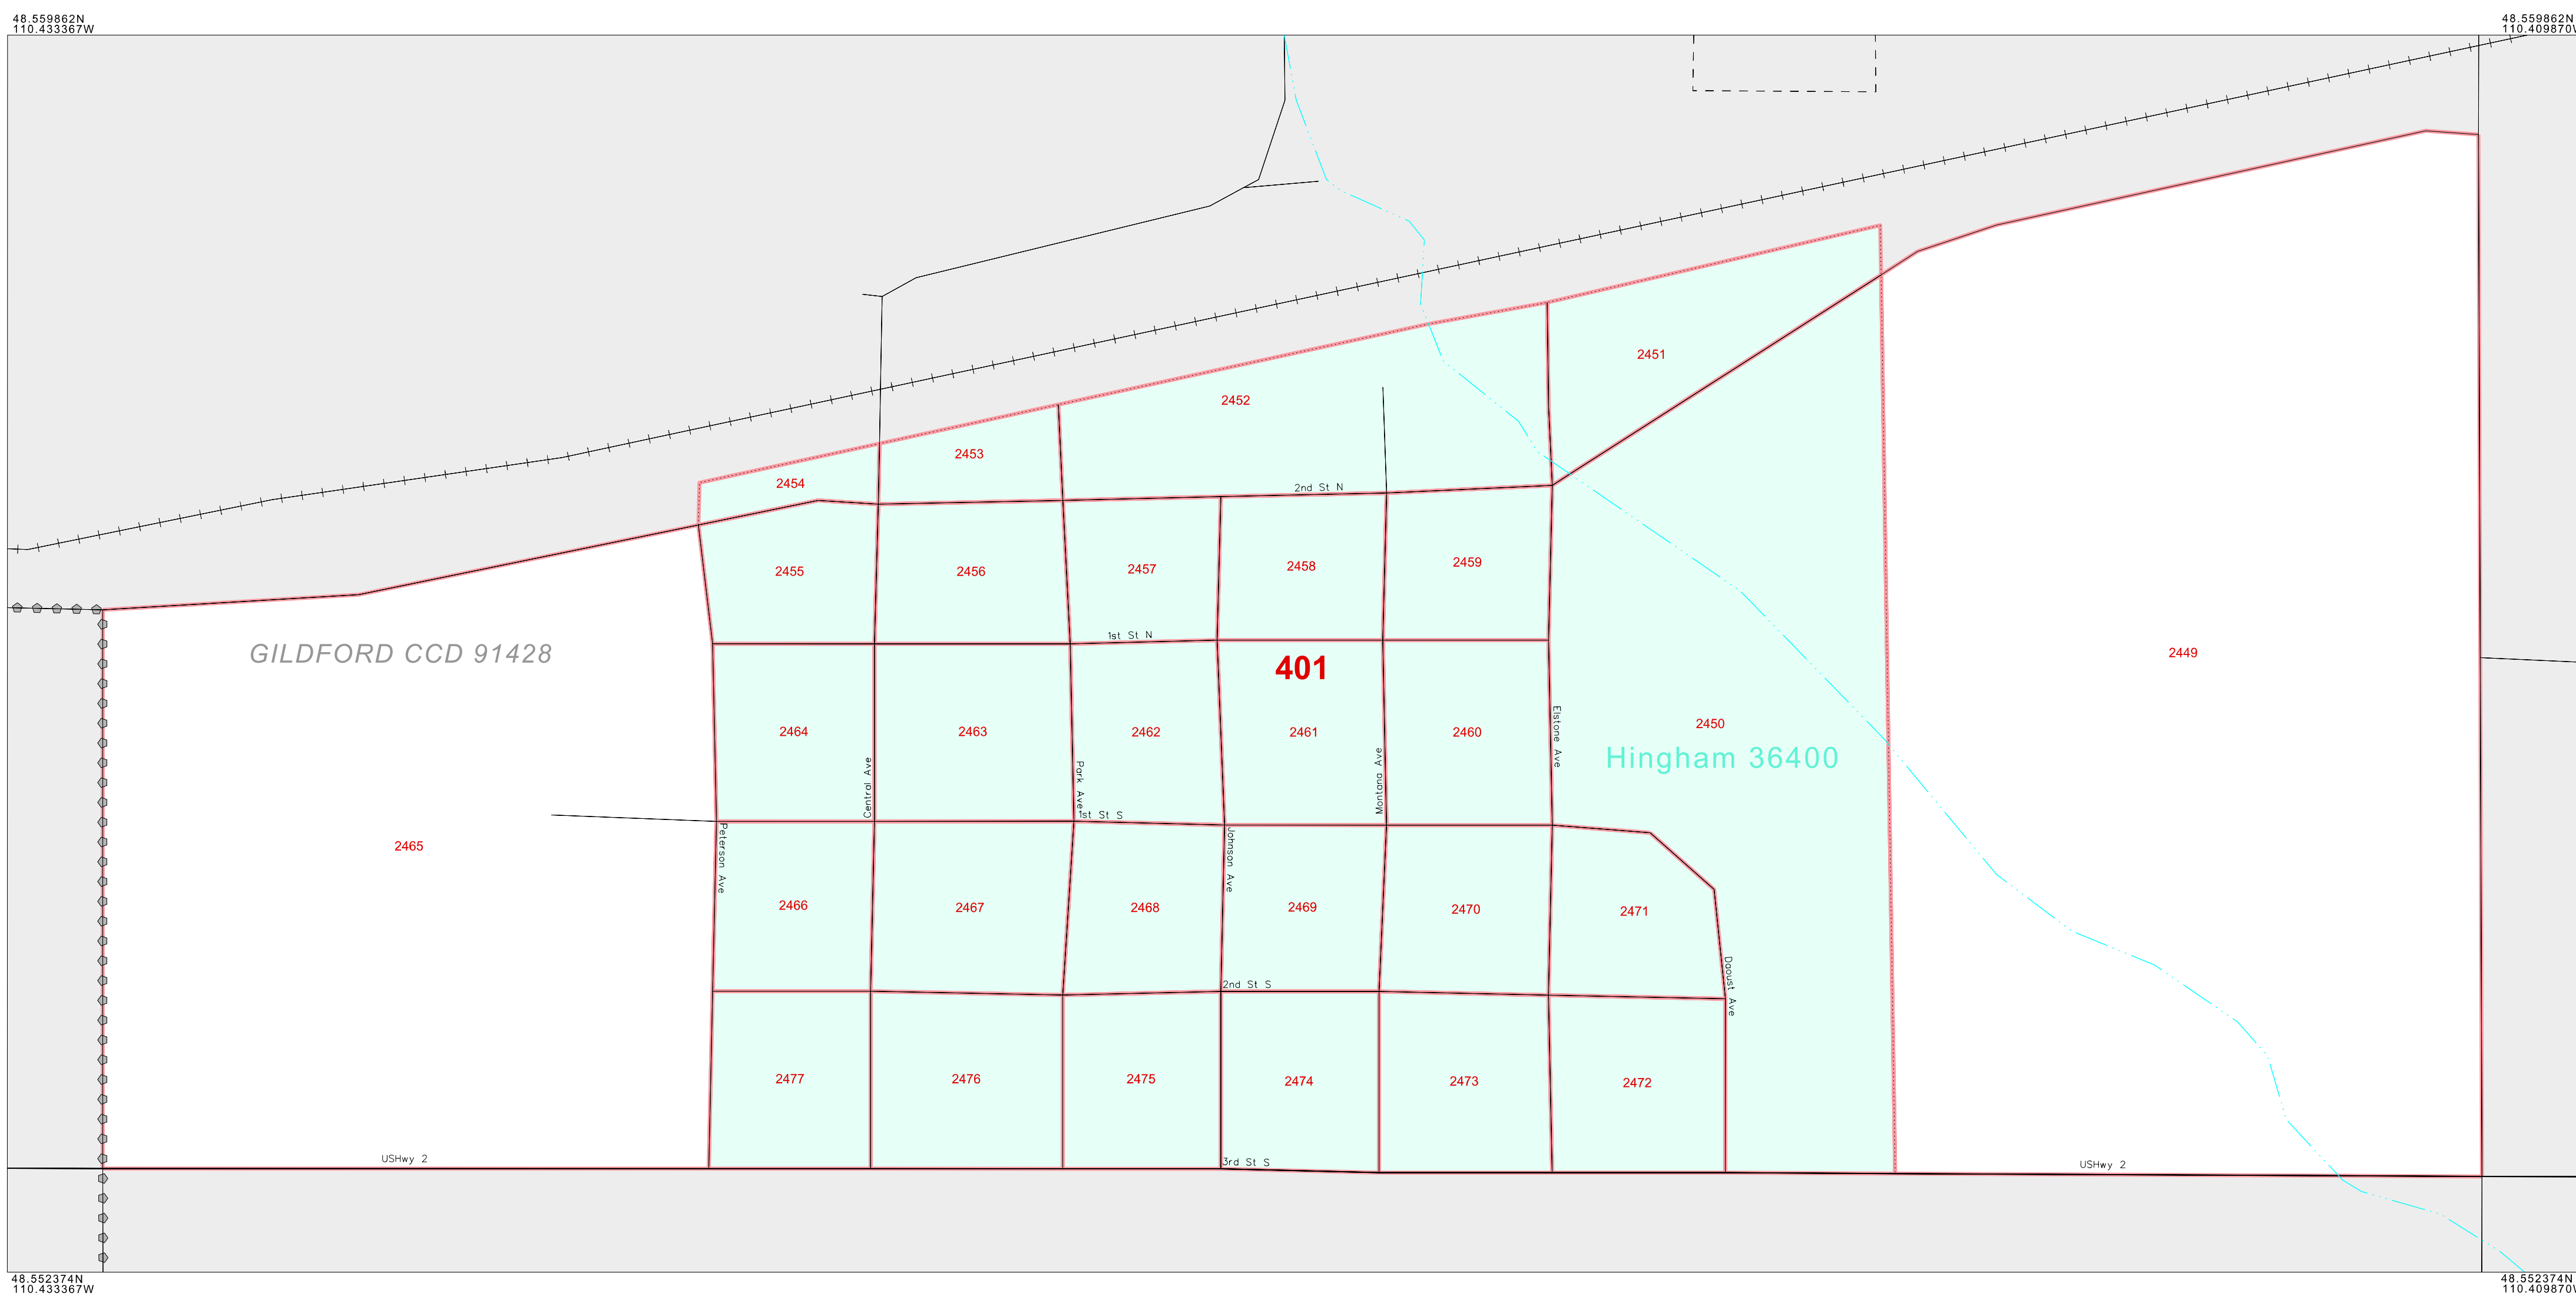 48.559862N
110.433367W
48.559862N
110.409870W
2451
2452
2453
2454
2nd St N
2455
2456
2457
2458
2459
1st St N
GILDFORD CCD 91428
401
2449
2464
2463
2462
2461
2460
2450
Elstone Ave
Hingham 36400
Central Ave
Park Ave
Montana Ave
1st St S
2465
Peterson Ave
Johnson Ave
2466
2467
2468
2469
2470
2471
2nd St S
Daoust Ave
2477
2476
2475
2474
2473
2472
USHwy 2
3rd St S
USHwy 2
48.552374N
110.433367W
48.552374N
110.409870W